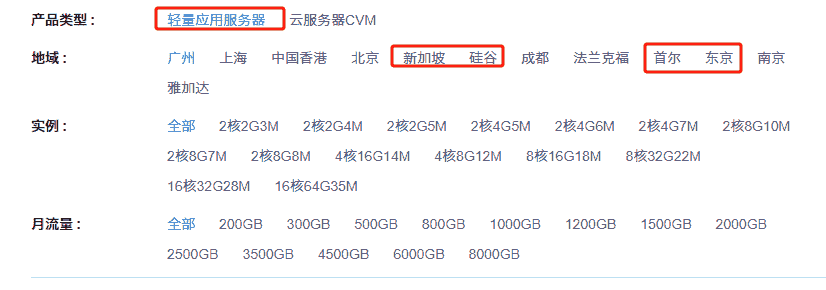 产品类型： 轻量应用服务器 云服务器CVM
地域： 广州 上海 中国香港 北京 新加坡 硅谷 成都 法兰克福 首尔 东京 南京
雅加达
实例： 全部 2核2G3M 2核2G4M 2核2G5M 2核4G5M 2核4G6M 2核4G7M 2核8G10M
2核8G7M 2核8G8M 4核16G14M 4核8G12M 8核16G18M 8核32G22M
16核32G28M 16核64G35M
月流量： 全部 200GB 300GB 500GB 800GB 1000GB 1200GB 1500GB 2000GB
2500GB 3500GB 4500GB 6000GB 8000GB